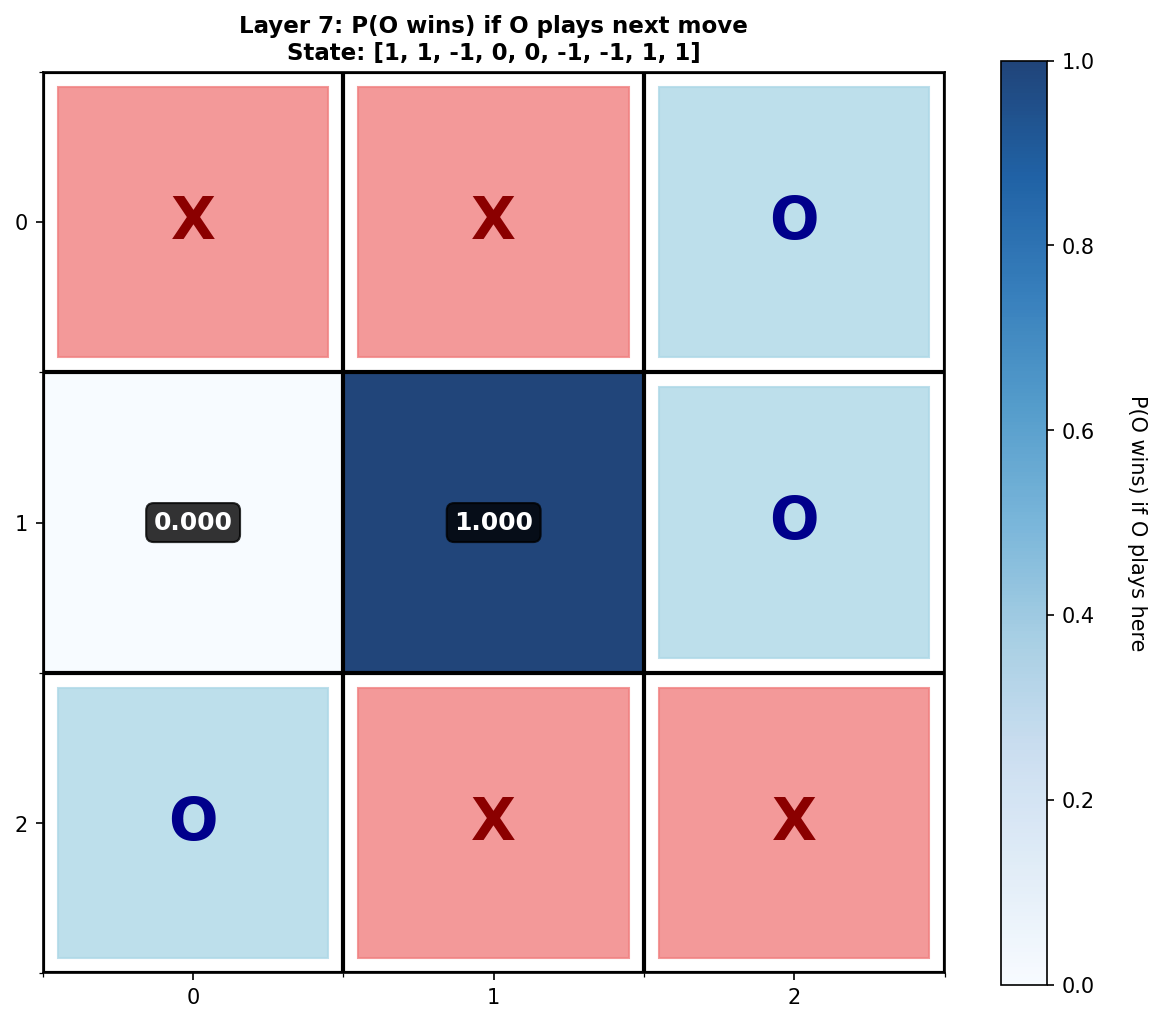 Layer 7: P(O wins) if O plays next move
State: [1, 1, -1, 0, 0, -1, -1, 1, 1]
1.0
0.8
0.6
0.4
0.2
0.0
P(O wins) if O plays here
0
X
X
O
1
0.000
1.000
O
2
O
X
X
0
1
2